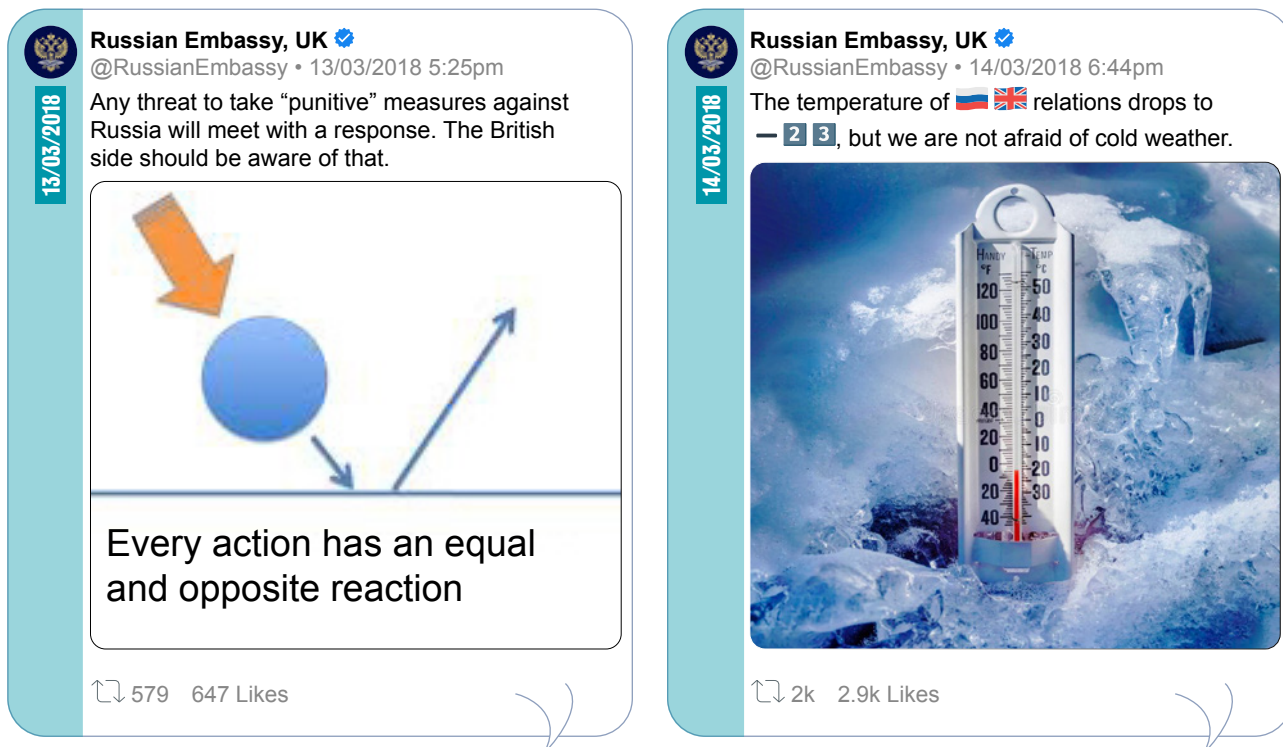 Russian Embassy, UK
@RussianEmbassy • 13/03/2018 5:25pm
13/03/2018
Any threat to take “punitive” measures against
Russia will meet with a response. The British
side should be aware of that.
Every action has an equal
and opposite reaction
579 647 Likes
Russian Embassy, UK
@RussianEmbassy • 14/03/2018 6:44pm
14/03/2018
The temperature of 🇷🇺 🇬🇧 relations drops to
– 2 3, but we are not afraid of cold weather.
HANDY TEMP
°F °C
120 50
100 40
80 30
60 20
40 10
20 0
0 10
20 20
40 30
2k 2.9k Likes